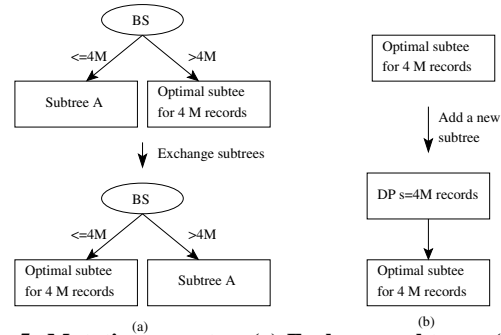 BS
<=4M
>4M
Subtree A
Optimal subtee
for 4 M records
Exchange subtrees
BS
<=4M
>4M
Optimal subtee
for 4 M records
Subtree A
(a)
Optimal subtee
for 4 M records
Add a new
subtree
DP s=4M records
Optimal subtee
for 4 M records
(b)